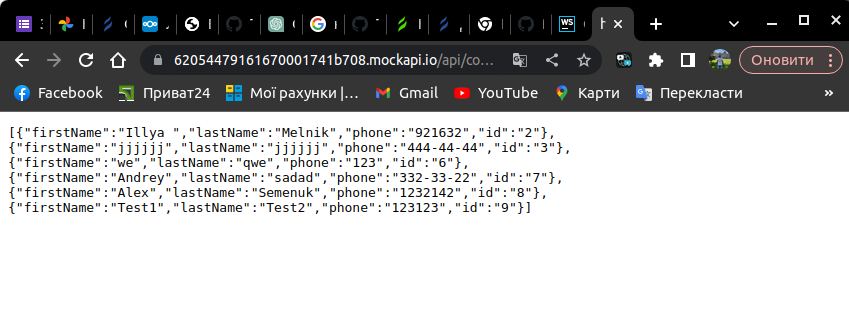 62054479161670001741b708.mockapi.io/api/co...
Оновити
Facebook
Приват24
Мої рахунки |...
Gmail
YouTube
Карти
Перекласти
»
[{"firstName":"Illya ","lastName":"Melnik","phone":"921632","id":"2"},
{"firstName":"jjjjjj","lastName":"jjjjjj","phone":"444-44-44","id":"3"},
{"firstName":"we","lastName":"qwe","phone":"123","id":"6"},
{"firstName":"Andrey","lastName":"sadad","phone":"332-33-22","id":"7"},
{"firstName":"Alex","lastName":"Semenuk","phone":"1232142","id":"8"},
{"firstName":"Test1","lastName":"Test2","phone":"123123","id":"9"}]